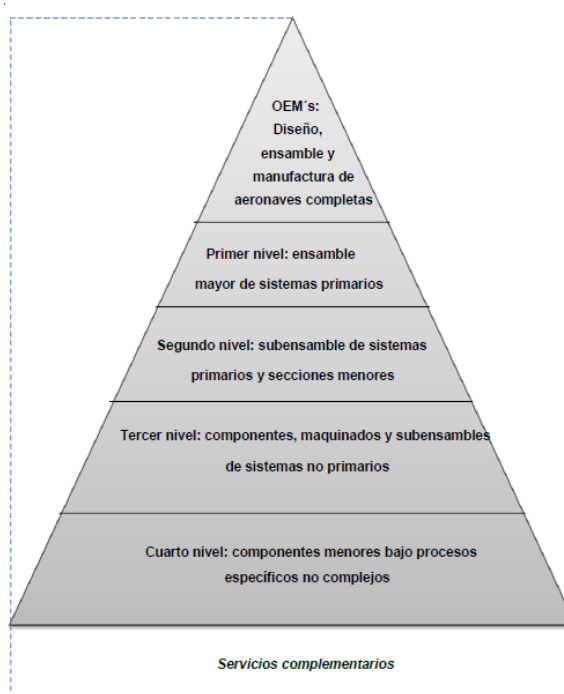 OEM´s:
Diseño,
ensamble y
manufactura de
aeronaves completas
Primer nivel: ensamble
mayor de sistemas primarios
Segundo nivel: subensamble de sistemas
primarios y secciones menores
Tercer nivel: componentes, maquinados y subensambles
de sistemas no primarios
Cuarto nivel: componentes menores bajo procesos
específicos no complejos
Servicios complementarios